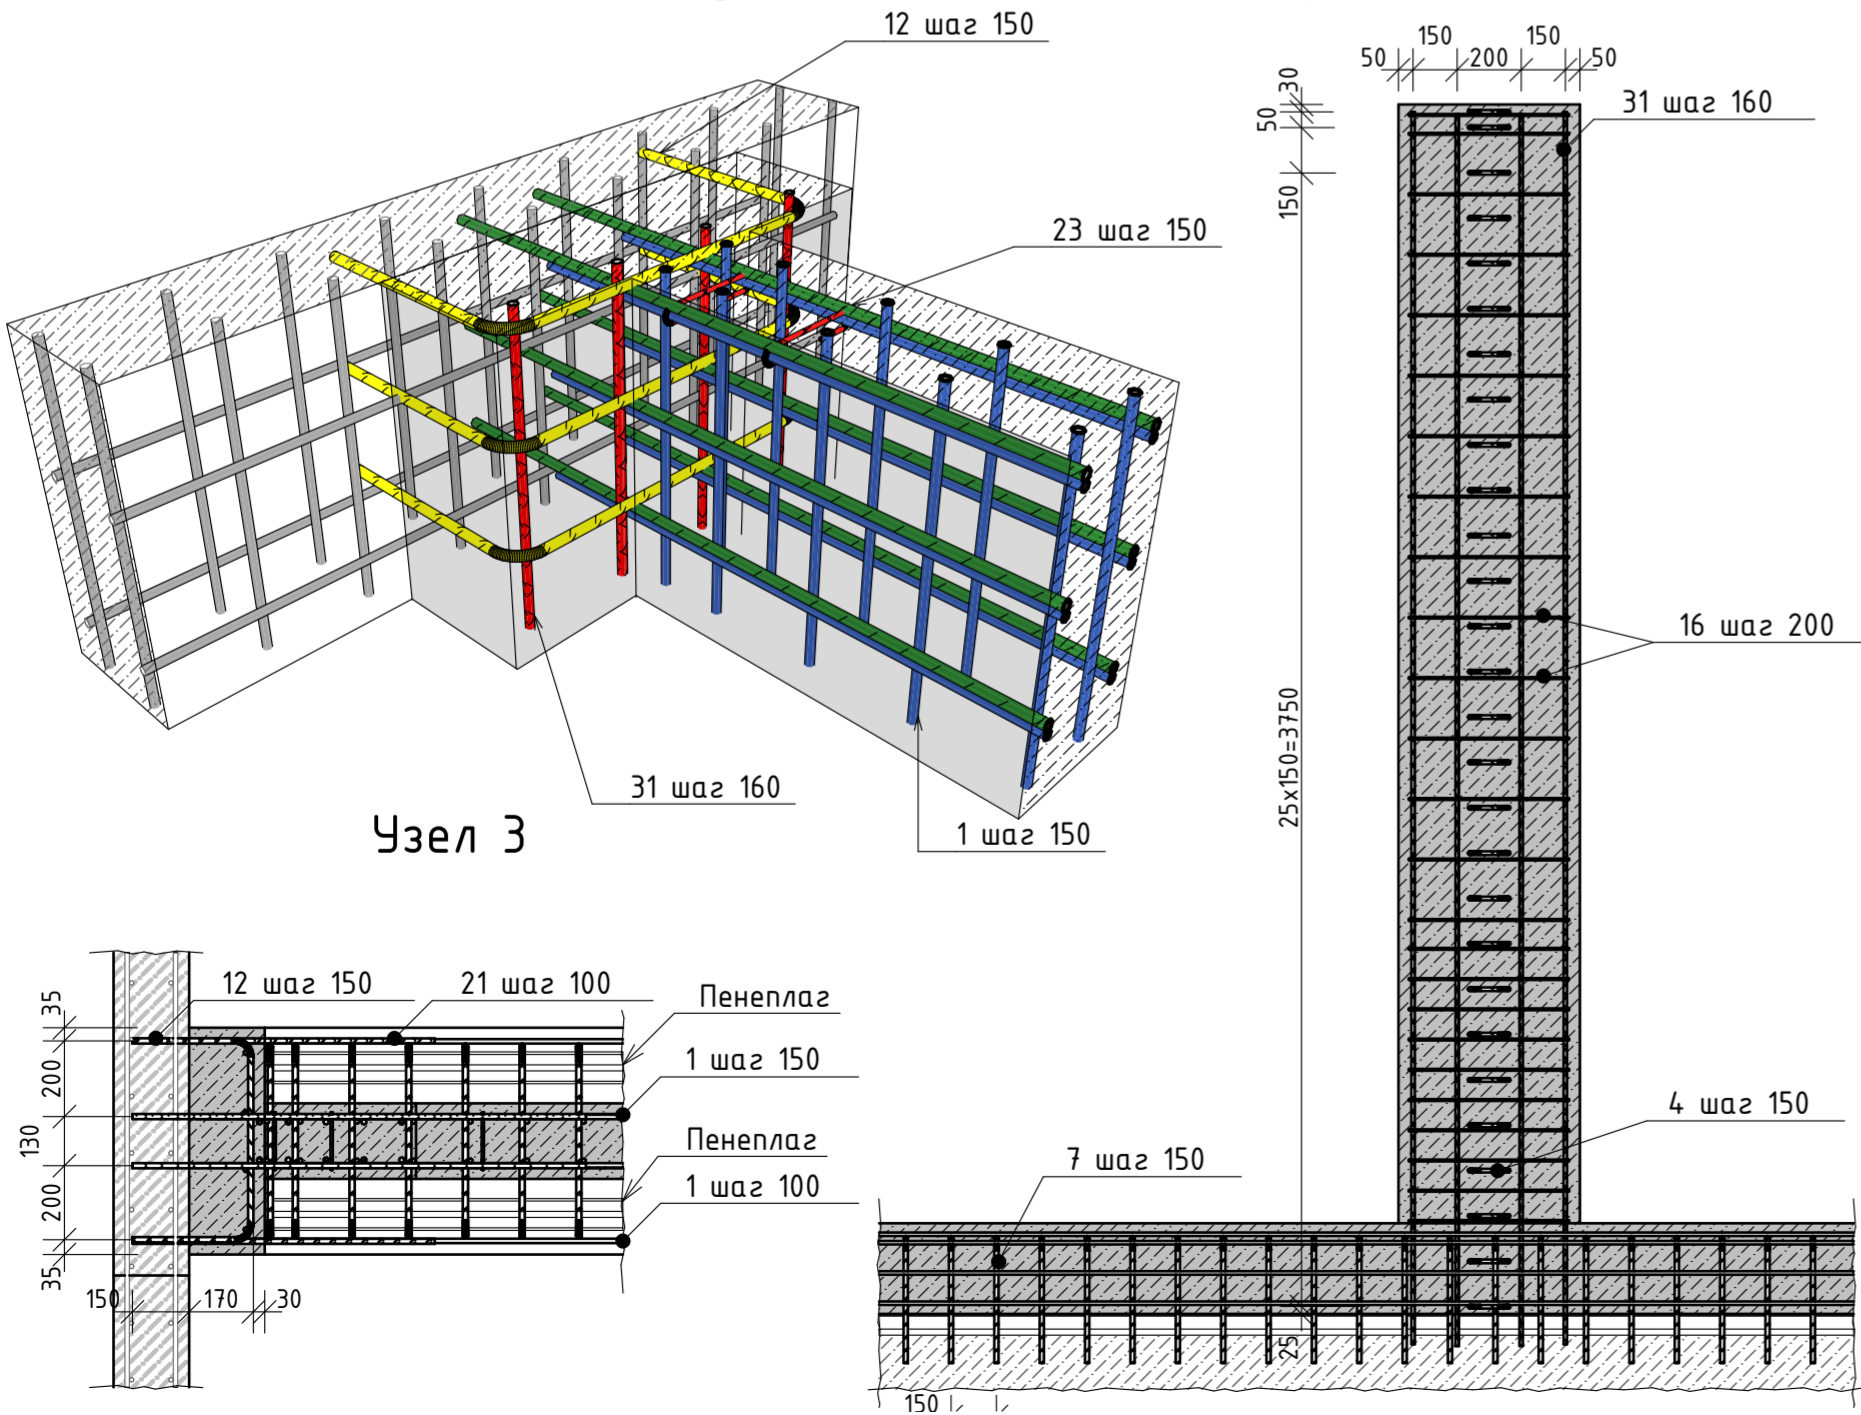 12 шаг 150
23 шаг 150
31 шаг 160
1 шаг 150
Узел 3
150 150
50 200 50
30
50
150
25x150=3750
25
31 шаг 160
16 шаг 200
4 шаг 150
7 шаг 150
150
12 шаг 150
21 шаг 100
Пенеплаг
1 шаг 150
Пенеплаг
1 шаг 100
35
200
130
200
35
150 170 30